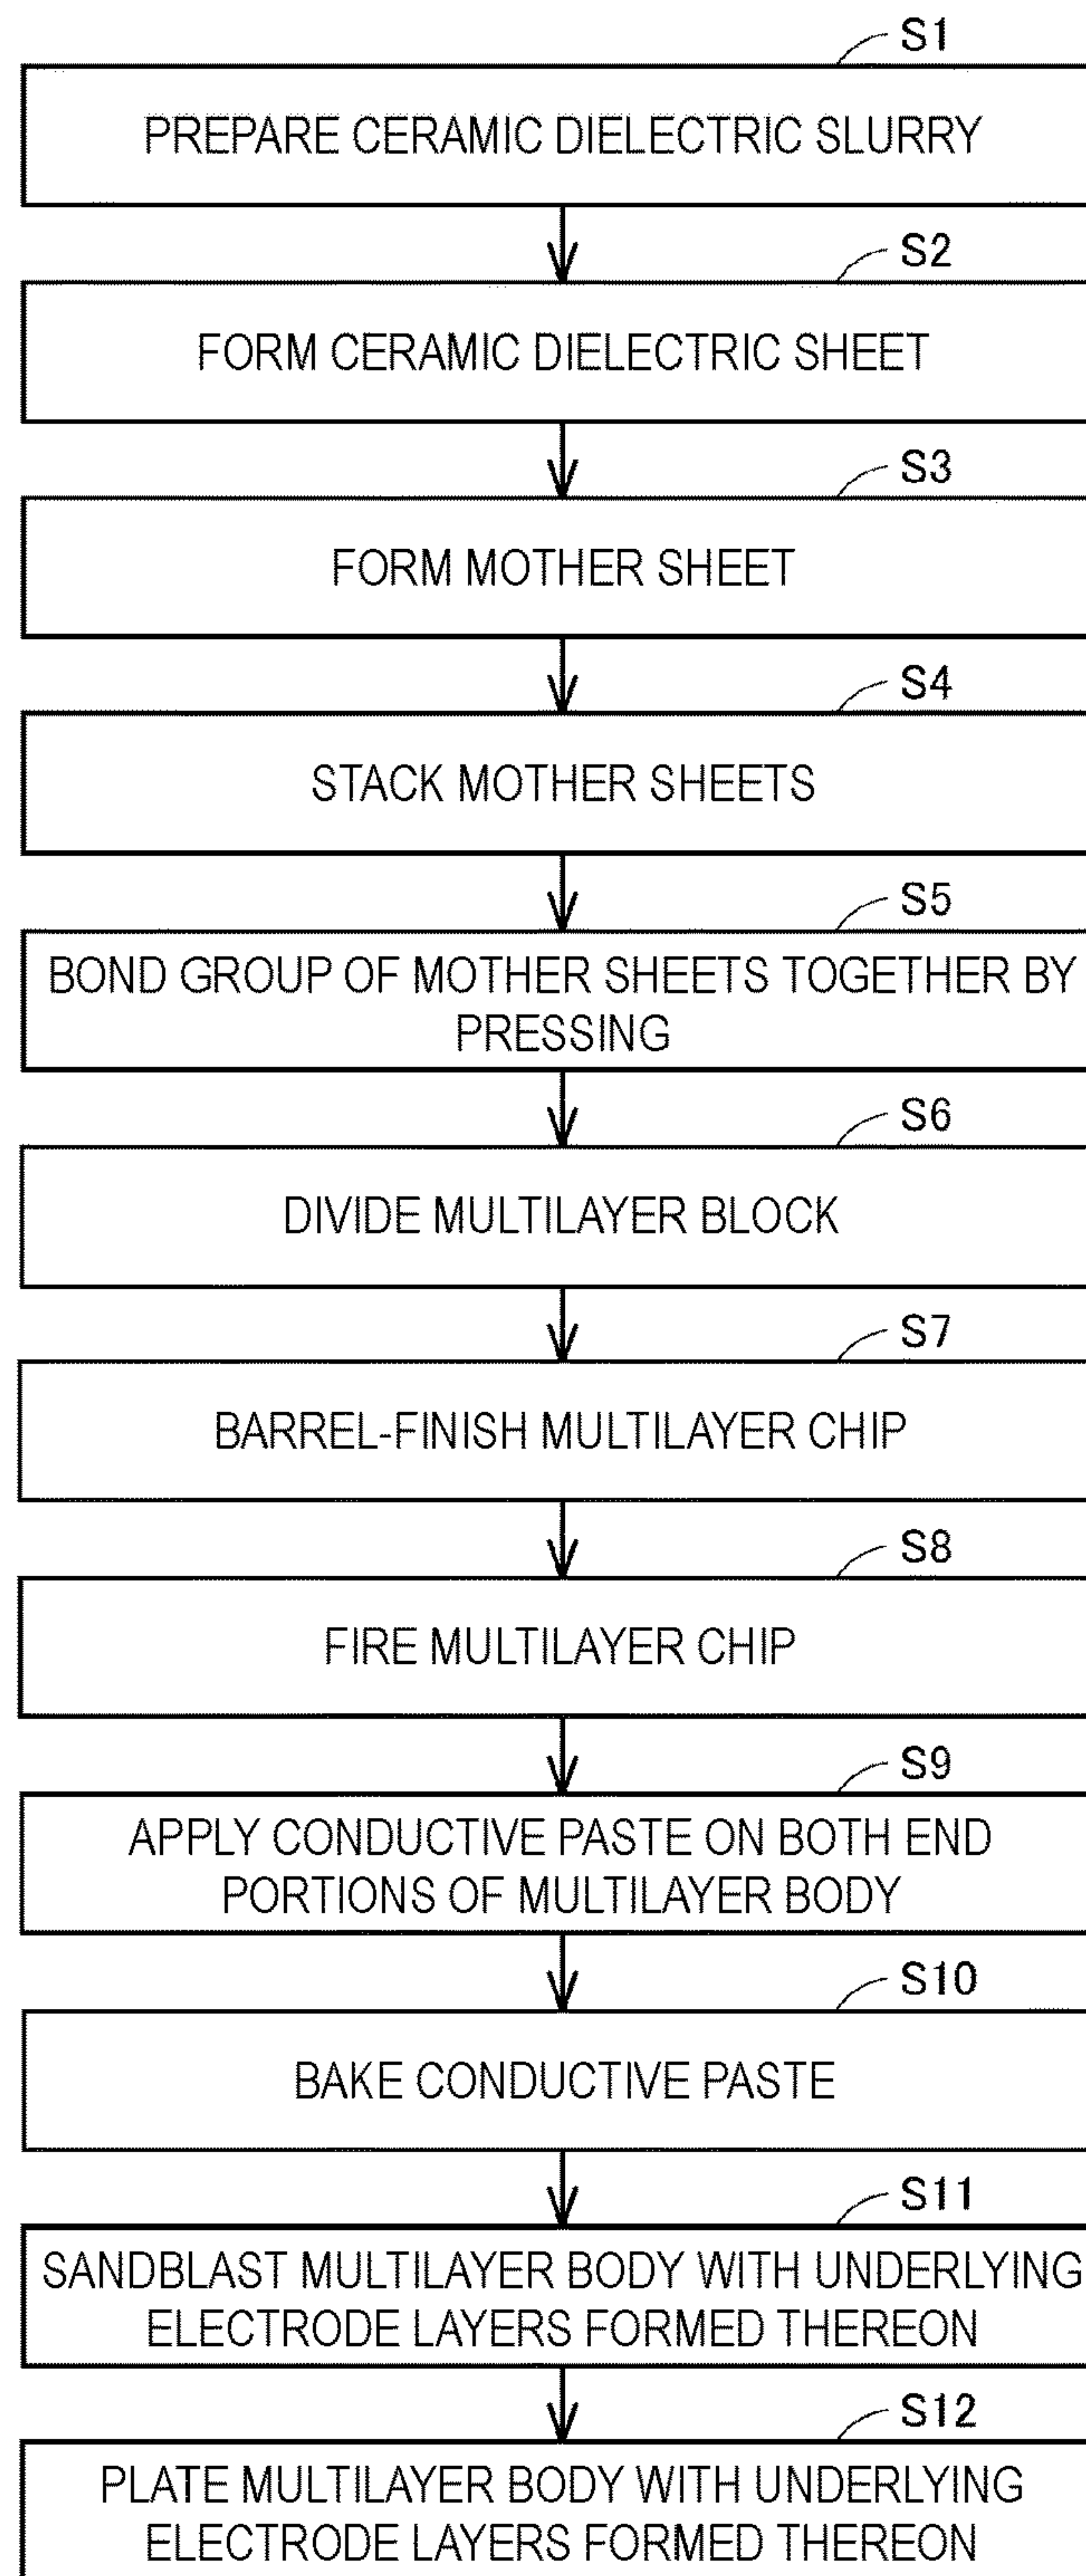 S1
PREPARE CERAMIC DIELECTRIC SLURRY
S2
FORM CERAMIC DIELECTRIC SHEET
S3
FORM MOTHER SHEET
S4
STACK MOTHER SHEETS
S5
BOND GROUP OF MOTHER SHEETS TOGETHER BY
PRESSING
S6
DIVIDE MULTILAYER BLOCK
S7
BARREL-FINISH MULTILAYER CHIP
S8
FIRE MULTILAYER CHIP
S9
APPLY CONDUCTIVE PASTE ON BOTH END
PORTIONS OF MULTILAYER BODY
S10
BAKE CONDUCTIVE PASTE
S11
SANDBLAST MULTILAYER BODY WITH UNDERLYING
ELECTRODE LAYERS FORMED THEREON
S12
PLATE MULTILAYER BODY WITH UNDERLYING
ELECTRODE LAYERS FORMED THEREON